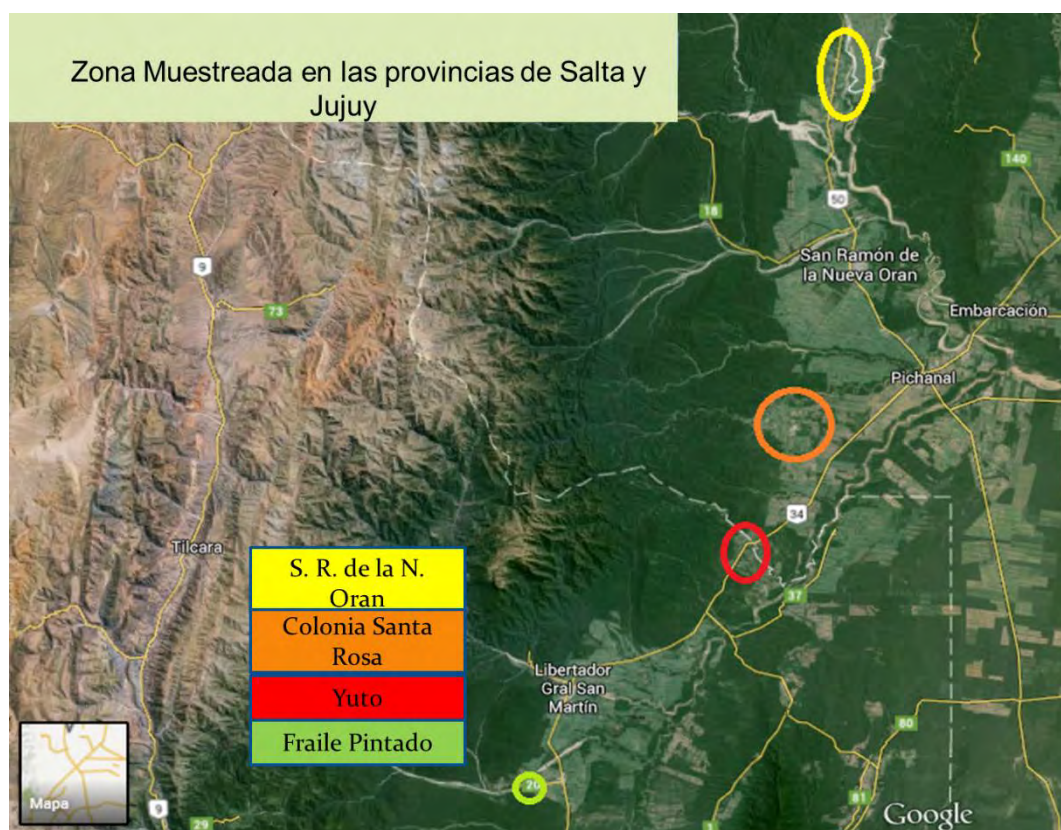 Zona Muestreada en las provincias de Salta y
Jujuy
140
50
18
9
San Ramón de
la Nueva Oran
73
Embarcación
Pichanal
34
Tilcara
S. R. de la N.
Oran
Colonia Santa
Rosa
37
Libertador
Gral San
Martín
Yuto
80
Fraile Pintado
Mapa
9
29
81
1
Google